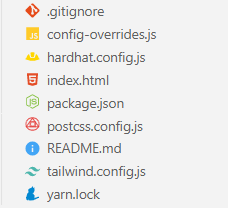 .gitignore
config-overrides.js
hardhat.config.js
index.html
package.json
postcss.config.js
README.md
tailwind.config.js
yarn.lock